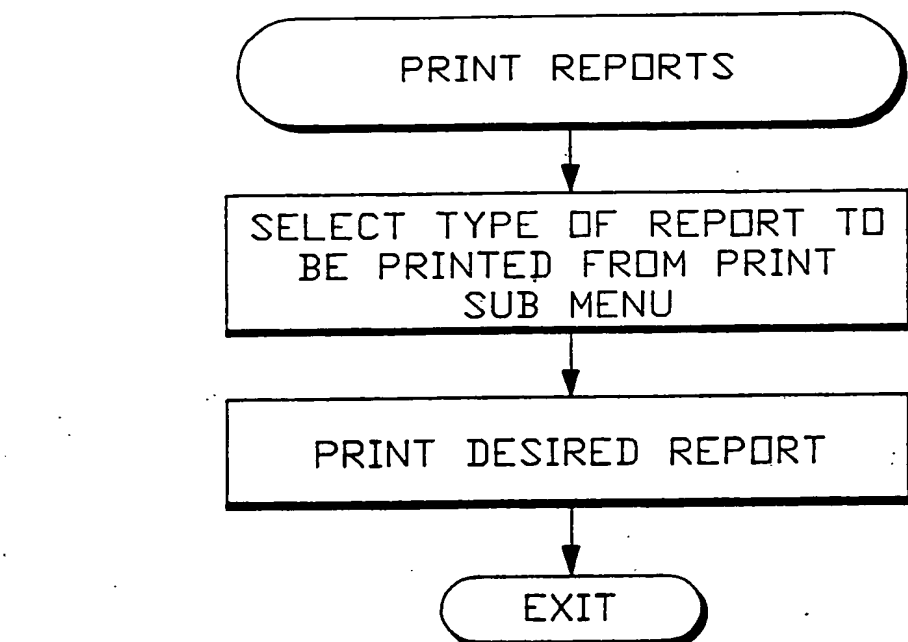 PRINT REPORTS
SELECT TYPE OF REPORT TO
BE PRINTED FROM PRINT
SUB MENU
PRINT DESIRED REPORT
EXIT